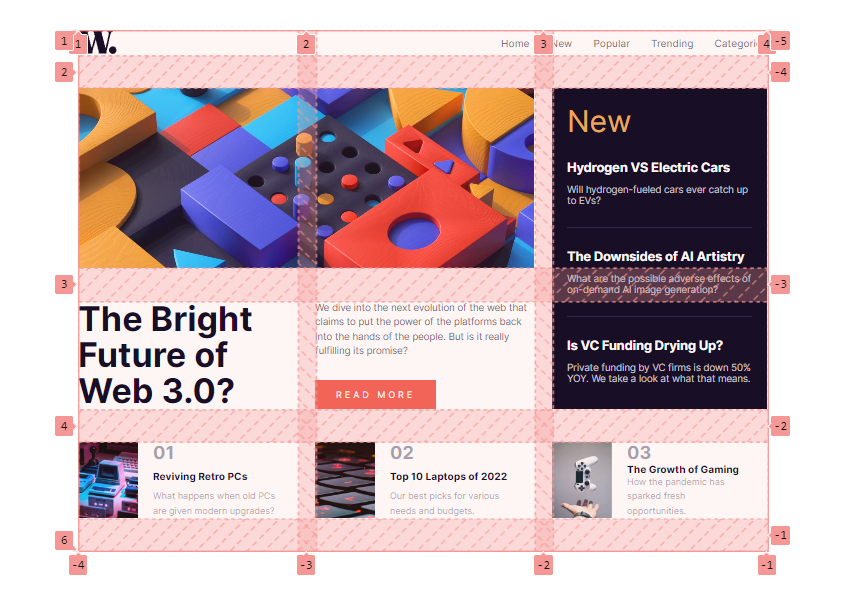 1 1 W. 2 Home 3 New Popular Trending Categori 4 -5
2 -4
New
Hydrogen VS Electric Cars
Will hydrogen-fueled cars ever catch up
to EVs?
The Downsides of AI Artistry
3 -3
What are the possible adverse effects of
on-demand AI image generation?
The Bright
Future of
Web 3.0?
We dive into the next evolution of the web that
claims to put the power of the platforms back
into the hands of the people. But is it really
fulfilling its promise?
READ MORE
Is VC Funding Drying Up?
Private funding by VC firms is down 50%
YOY. We take a look at what that means.
4 -2
01
Reviving Retro PCs
What happens when old PCs
are given modern upgrades?
02
Top 10 Laptops of 2022
Our best picks for various
needs and budgets.
03
The Growth of Gaming
How the pandemic has
sparked fresh
opportunities.
6 -1
-4 -3 -2 -1